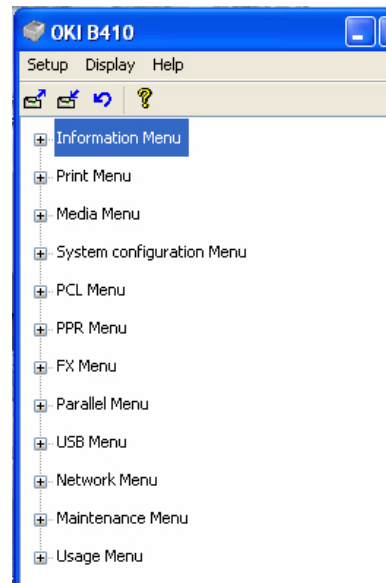 OKI B410
Setup Display Help
Information Menu
Print Menu
Media Menu
System configuration Menu
PCL Menu
PPR Menu
FX Menu
Parallel Menu
USB Menu
Network Menu
Maintenance Menu
Usage Menu